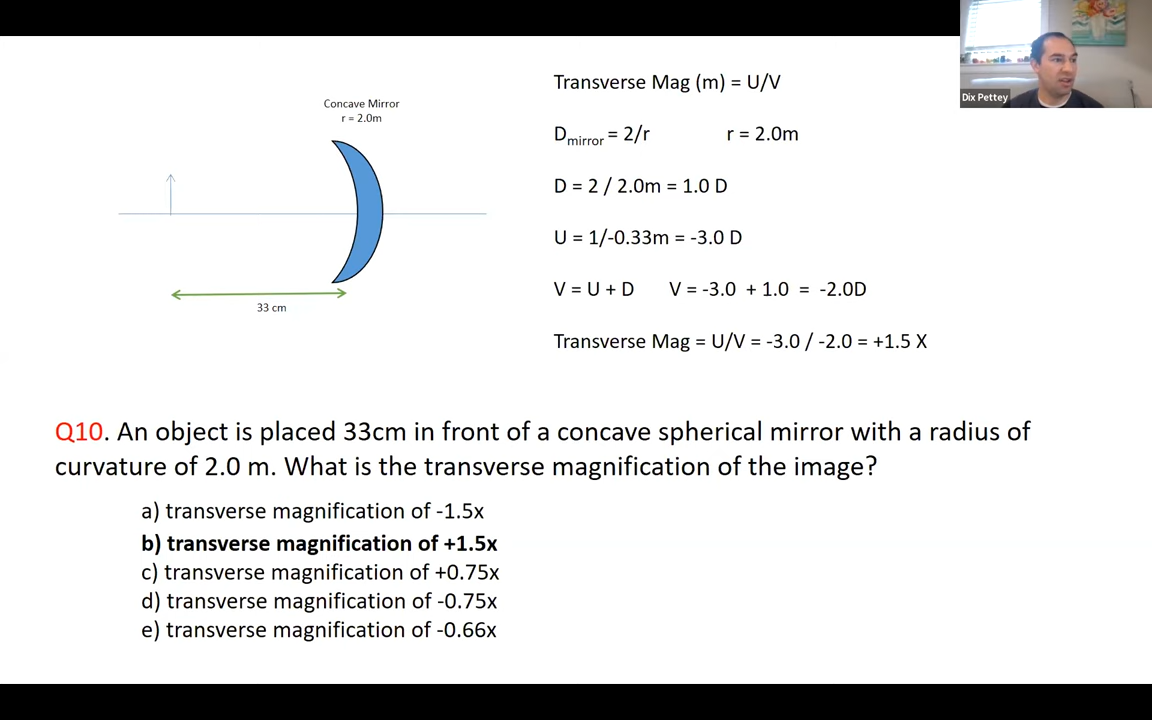 Concave Mirror
r = 2.0m
33 cm
Transverse Mag (m) = U/V
Dmirror = 2/r r = 2.0m
D = 2 / 2.0m = 1.0 D
U = 1/-0.33m = -3.0 D
V = U + D V = -3.0 + 1.0 = -2.0D
Transverse Mag = U/V = -3.0 / -2.0 = +1.5 X
Dix Pettey
Q10. An object is placed 33cm in front of a concave spherical mirror with a radius of
curvature of 2.0 m. What is the transverse magnification of the image?
a) transverse magnification of -1.5x
b) transverse magnification of +1.5x
c) transverse magnification of +0.75x
d) transverse magnification of -0.75x
e) transverse magnification of -0.66x